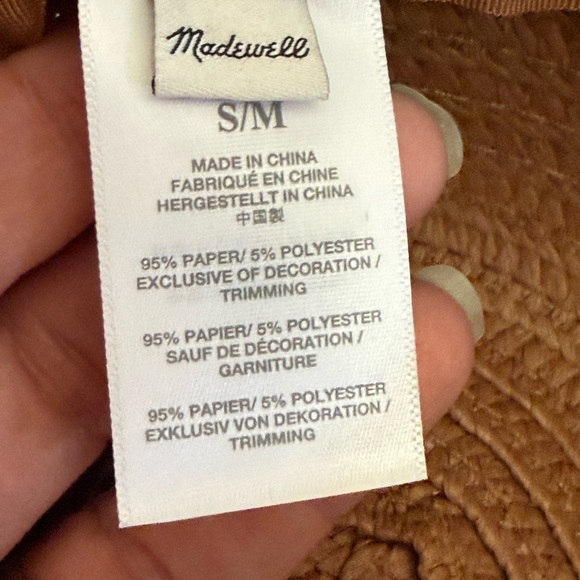 Madewell
S/M
MADE IN CHINA
FABRIQUÉ EN CHINE
HERGESTELLT IN CHINA
中国製
95% PAPER/ 5% POLYESTER
EXCLUSIVE OF DECORATION /
TRIMMING
95% PAPIER/ 5% POLYESTER
SAUF DE DÉCORATION /
GARNITURE
95% PAPIER/ 5% POLYESTER
EXKLUSIV VON DEKORATION /
TRIMMING